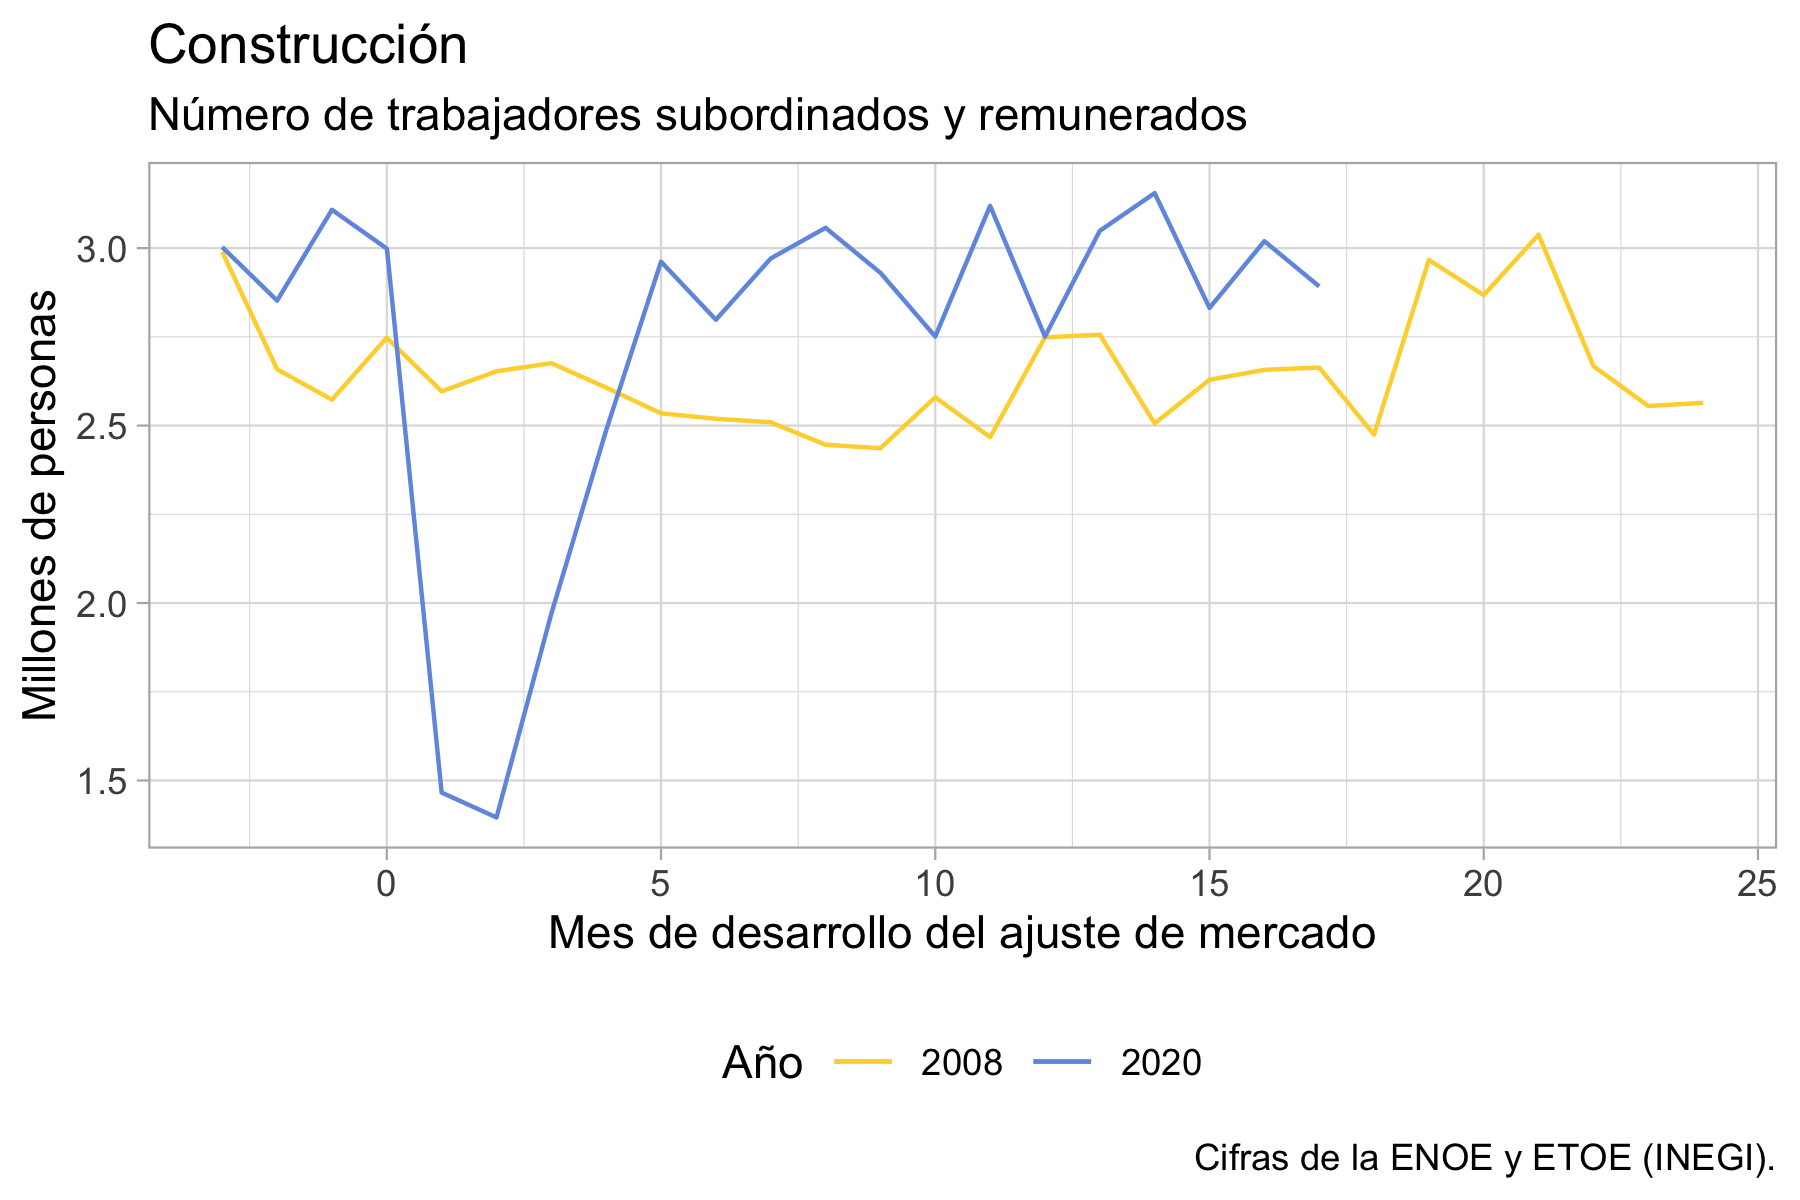 Construcción
Número de trabajadores subordinados y remunerados
Millones de personas
3.0
2.5
2.0
1.5
0 5 10 15 20 25
Mes de desarrollo del ajuste de mercado
Año 2008 2020
Cifras de la ENOE y ETOE (INEGI).